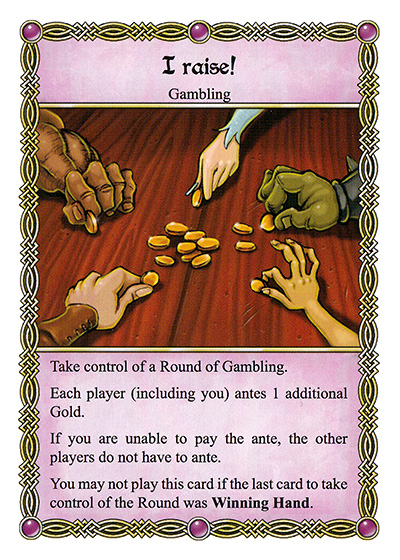 I raise!
Gambling
Take control of a Round of Gambling.
Each player (including you) antes 1 additional
Gold.
If you are unable to pay the ante, the other
players do not have to ante.
You may not play this card if the last card to take
control of the Round was Winning Hand.